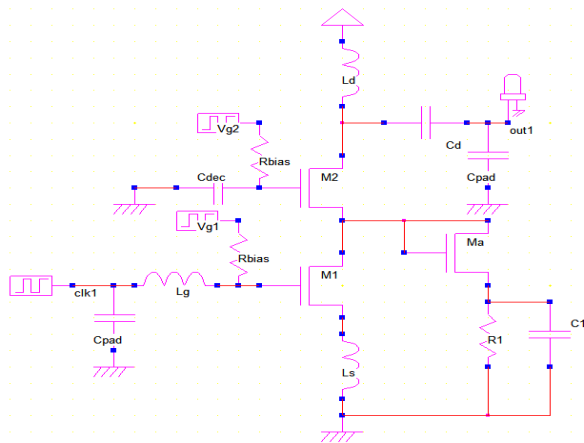 Ld
Vg2
Cd
out1
Rbias
Cpad
Cdec
M2
Vg1
Rbias
Ma
M1
clk1
Lg
Cpad
C1
R1
Ls